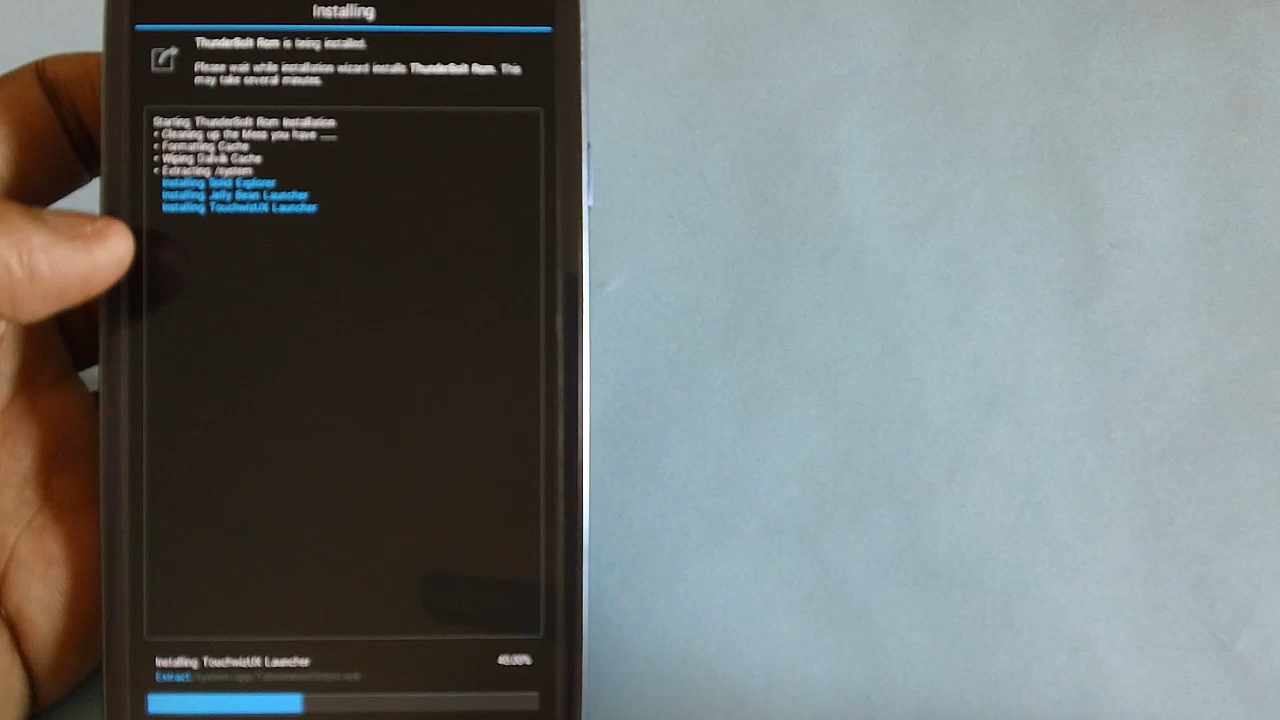 Installing
ThunderBolt Rom is being installed.
Please wait while installation wizard installs ThunderBolt Rom. This
may take several minutes.
Starting ThunderBolt Rom Installation
• Cleaning up the Mess you have ....
• Formating Cache
• Wiping Dalvik Cache
• Extracting /system
Installing Solid Explorer
Installing Jelly Bean Launcher
Installing TouchwizUX Launcher
Installing TouchwizUX Launcher 40.00%
Extract: